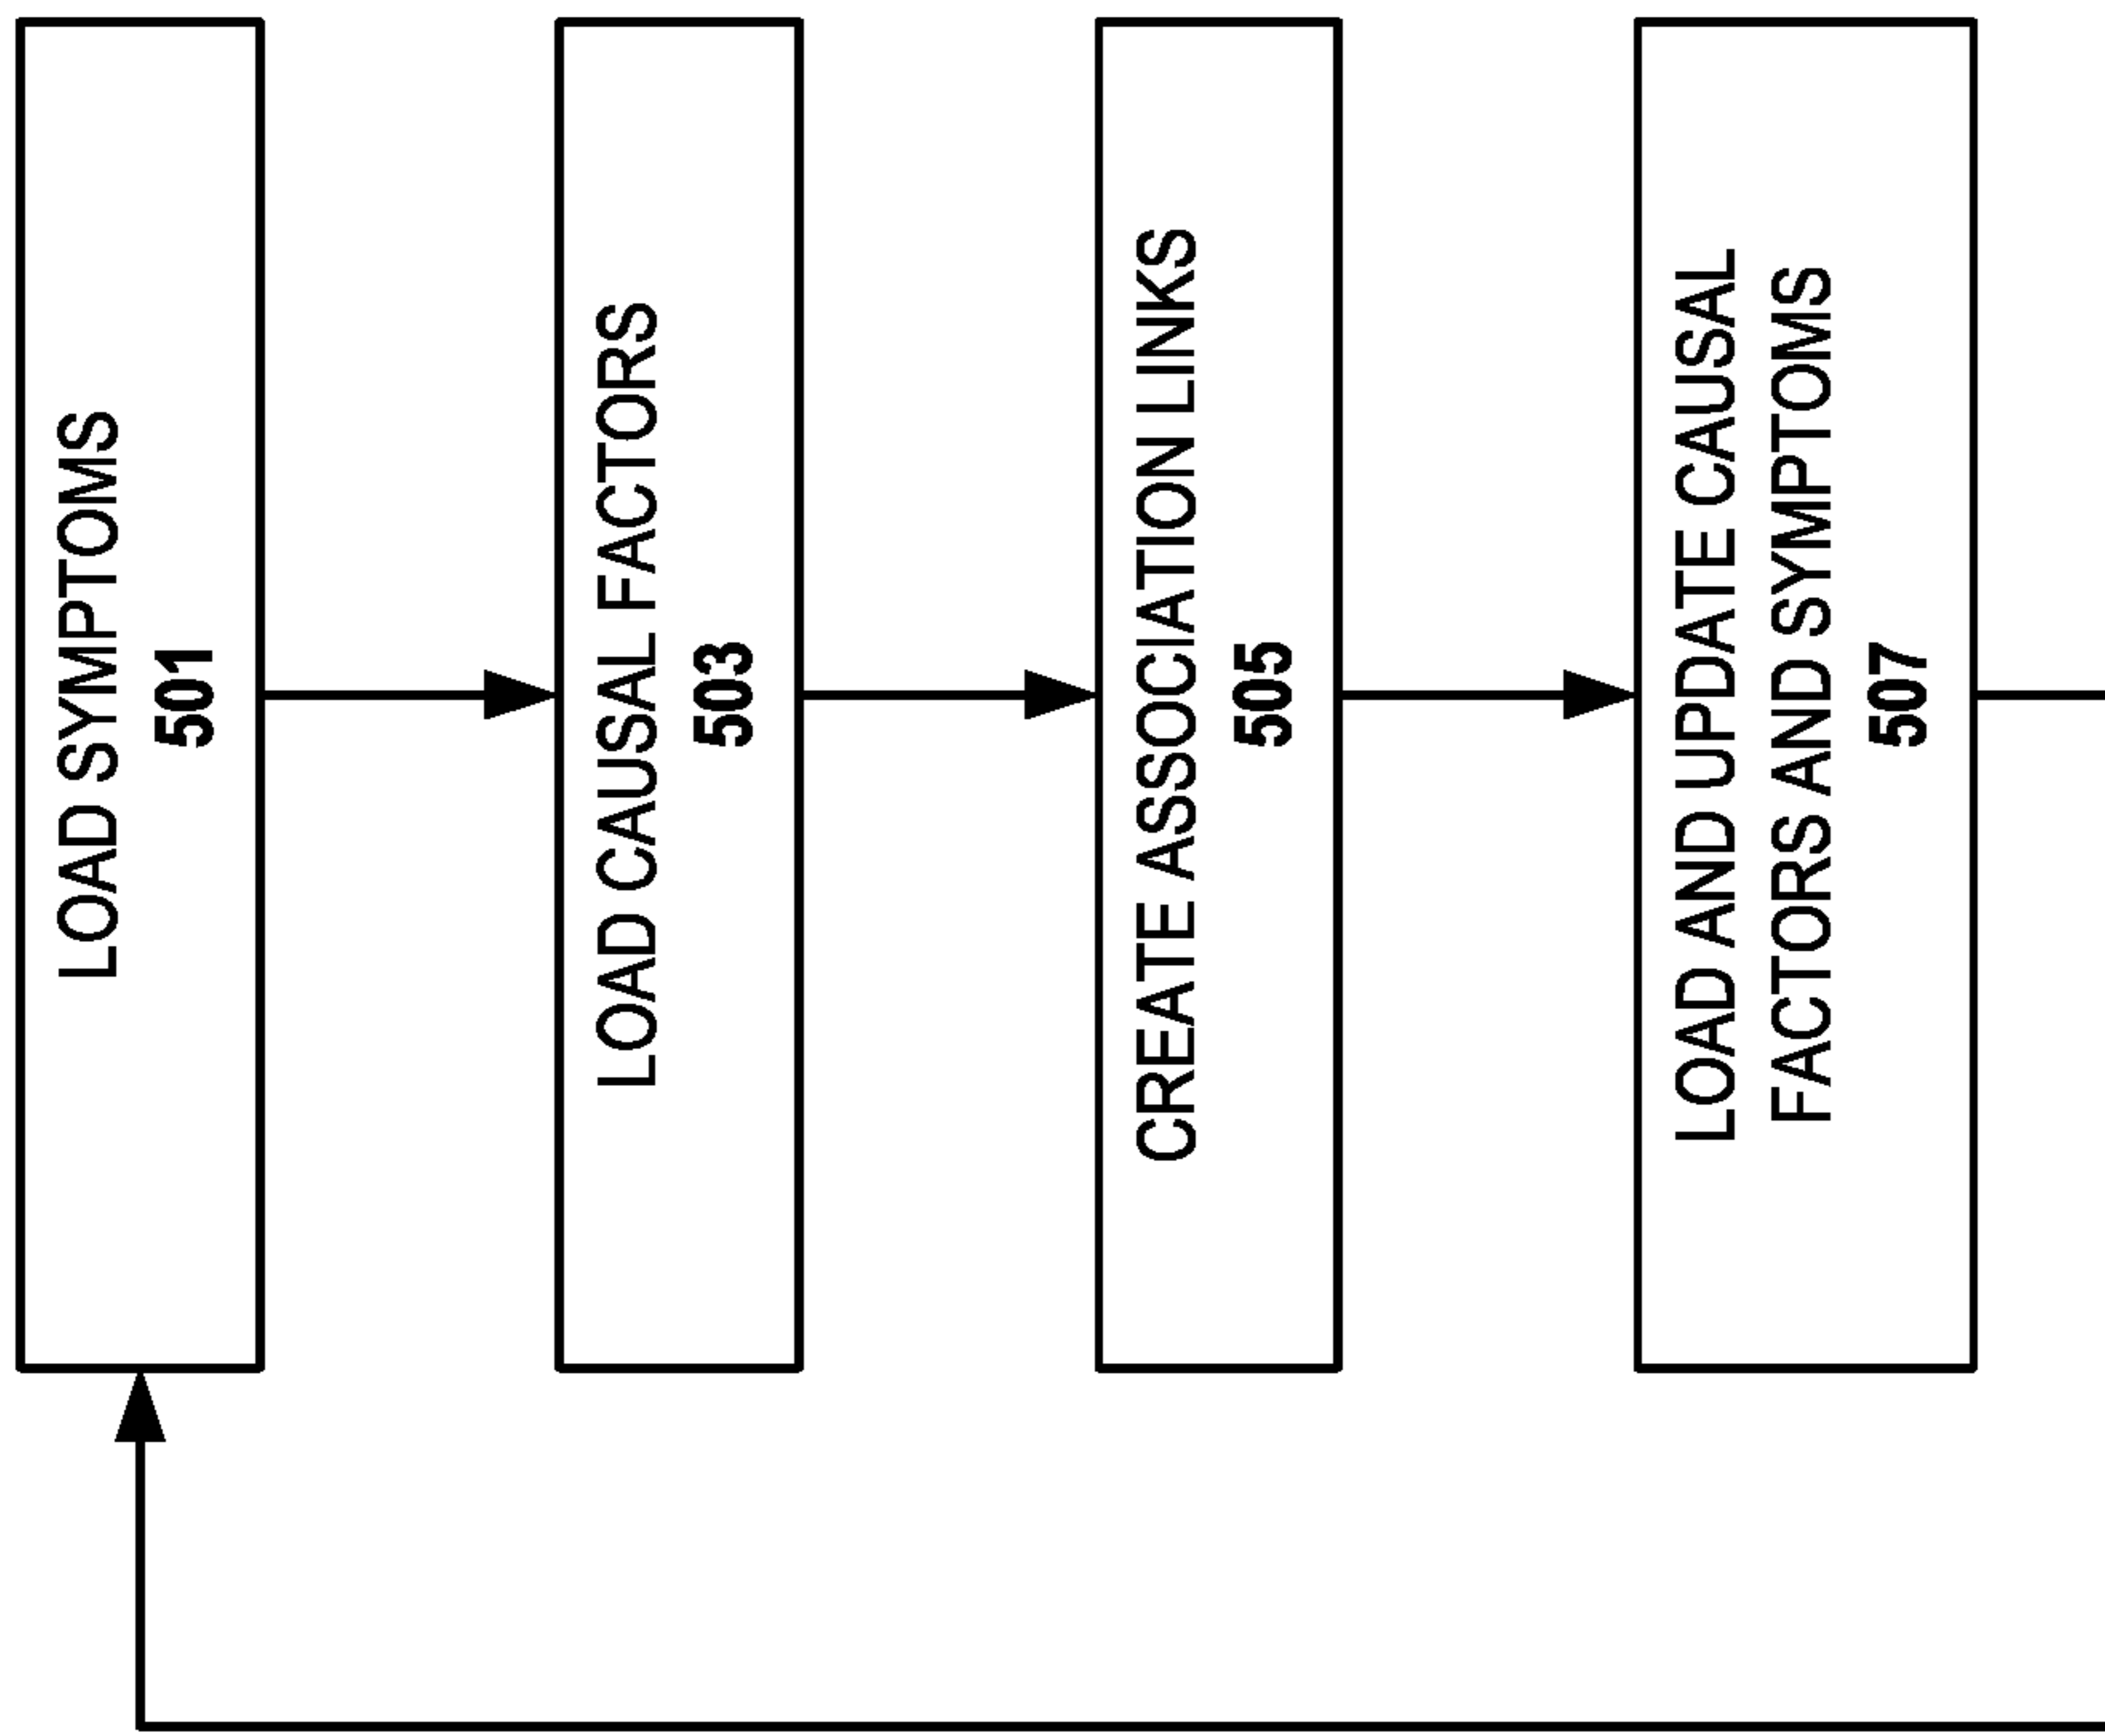 LOAD SYMPTOMS
501
LOAD CAUSAL FACTORS
503
CREATE ASSOCIATION LINKS
505
LOAD AND UPDATE CAUSAL
FACTORS AND SYMPTOMS
507